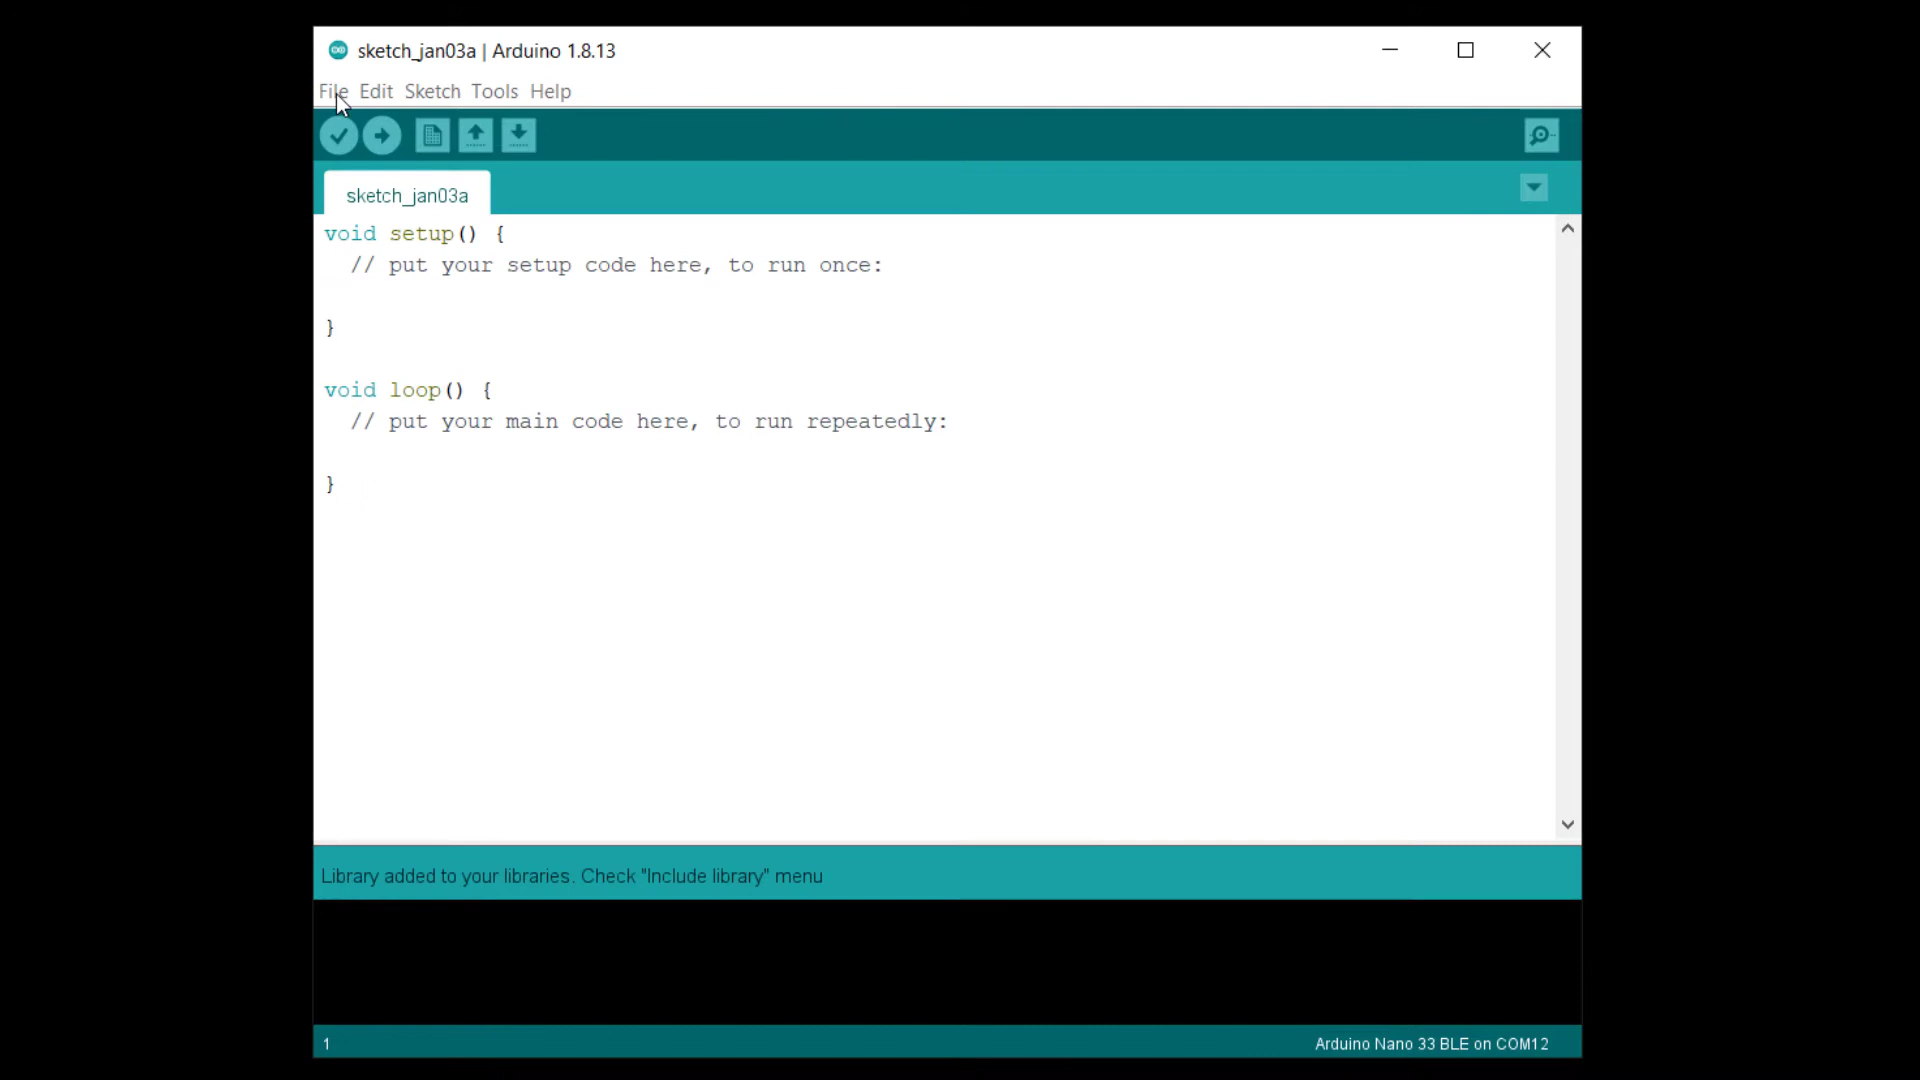 sketch_jan03a | Arduino 1.8.13
File Edit Sketch Tools Help
sketch_jan03a
void setup() {
// put your setup code here, to run once:
}
void loop() {
// put your main code here, to run repeatedly:
}
Library added to your libraries. Check "Include library" menu
1 Arduino Nano 33 BLE on COM12